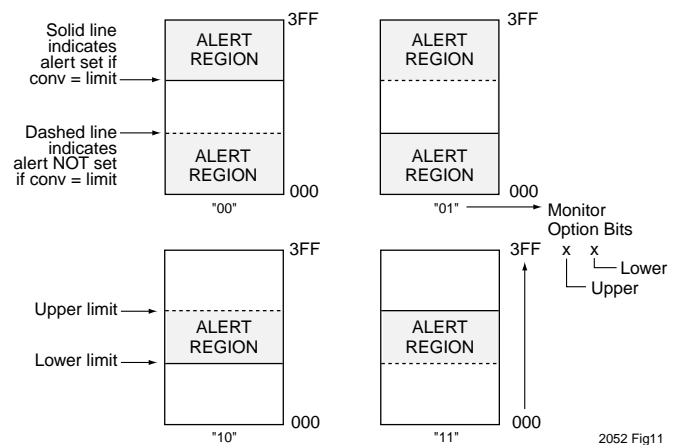 Solid line
indicates
alert set if
conv = limit
Dashed line
indicates
alert NOT set
if conv = limit
3FF
ALERT
REGION
ALERT
REGION
000
"00"
3FF
ALERT
REGION
ALERT
REGION
000
"01"
Monitor
Option Bits
x x
Lower
Upper
Upper limit
Lower limit
3FF
ALERT
REGION
000
"10"
3FF
ALERT
REGION
000
"11"
2052 Fig11